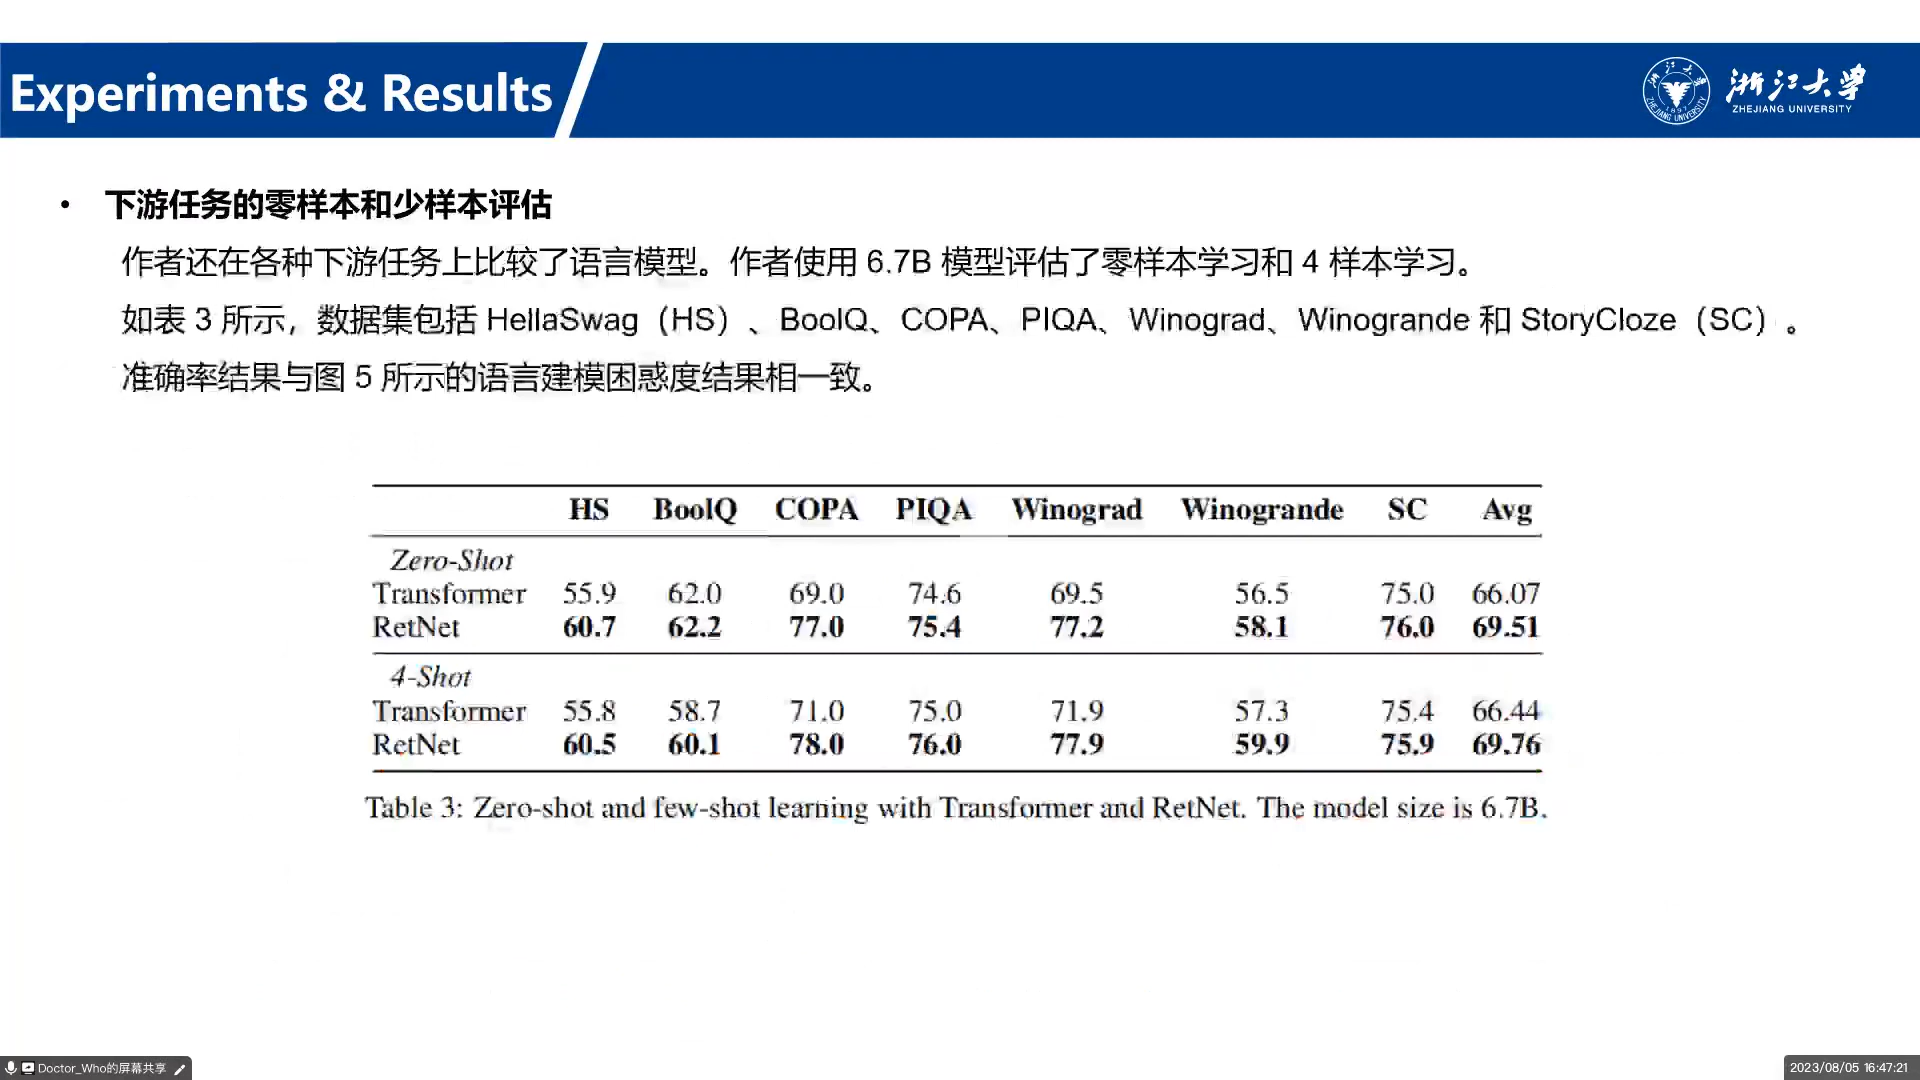 Experiments & Results
浙江大学
ZHEJIANG UNIVERSITY
• 下游任务的零样本和少样本评估
作者还在各种下游任务上比较了语言模型。作者使用 6.7B 模型评估了零样本学习和 4 样本学习。
如表 3 所示，数据集包括 HellaSwag（HS）、BoolQ、COPA、PIQA、Winograd、Winogrande 和 StoryCloze（SC）。
准确率结果与图 5 所示的语言建模困惑度结果相一致。
HS BoolQ COPA PIQA Winograd Winogrande SC Avg
Zero-Shot
Transformer 55.9 62.0 69.0 74.6 69.5 56.5 75.0 66.07
RetNet 60.7 62.2 77.0 75.4 77.2 58.1 76.0 69.51
4-Shot
Transformer 55.8 58.7 71.0 75.0 71.9 57.3 75.4 66.44
RetNet 60.5 60.1 78.0 76.0 77.9 59.9 75.9 69.76
Table 3: Zero-shot and few-shot learning with Transformer and RetNet. The model size is 6.7B.
Doctor_Who的屏幕共享
2023/08/05 16:47:21